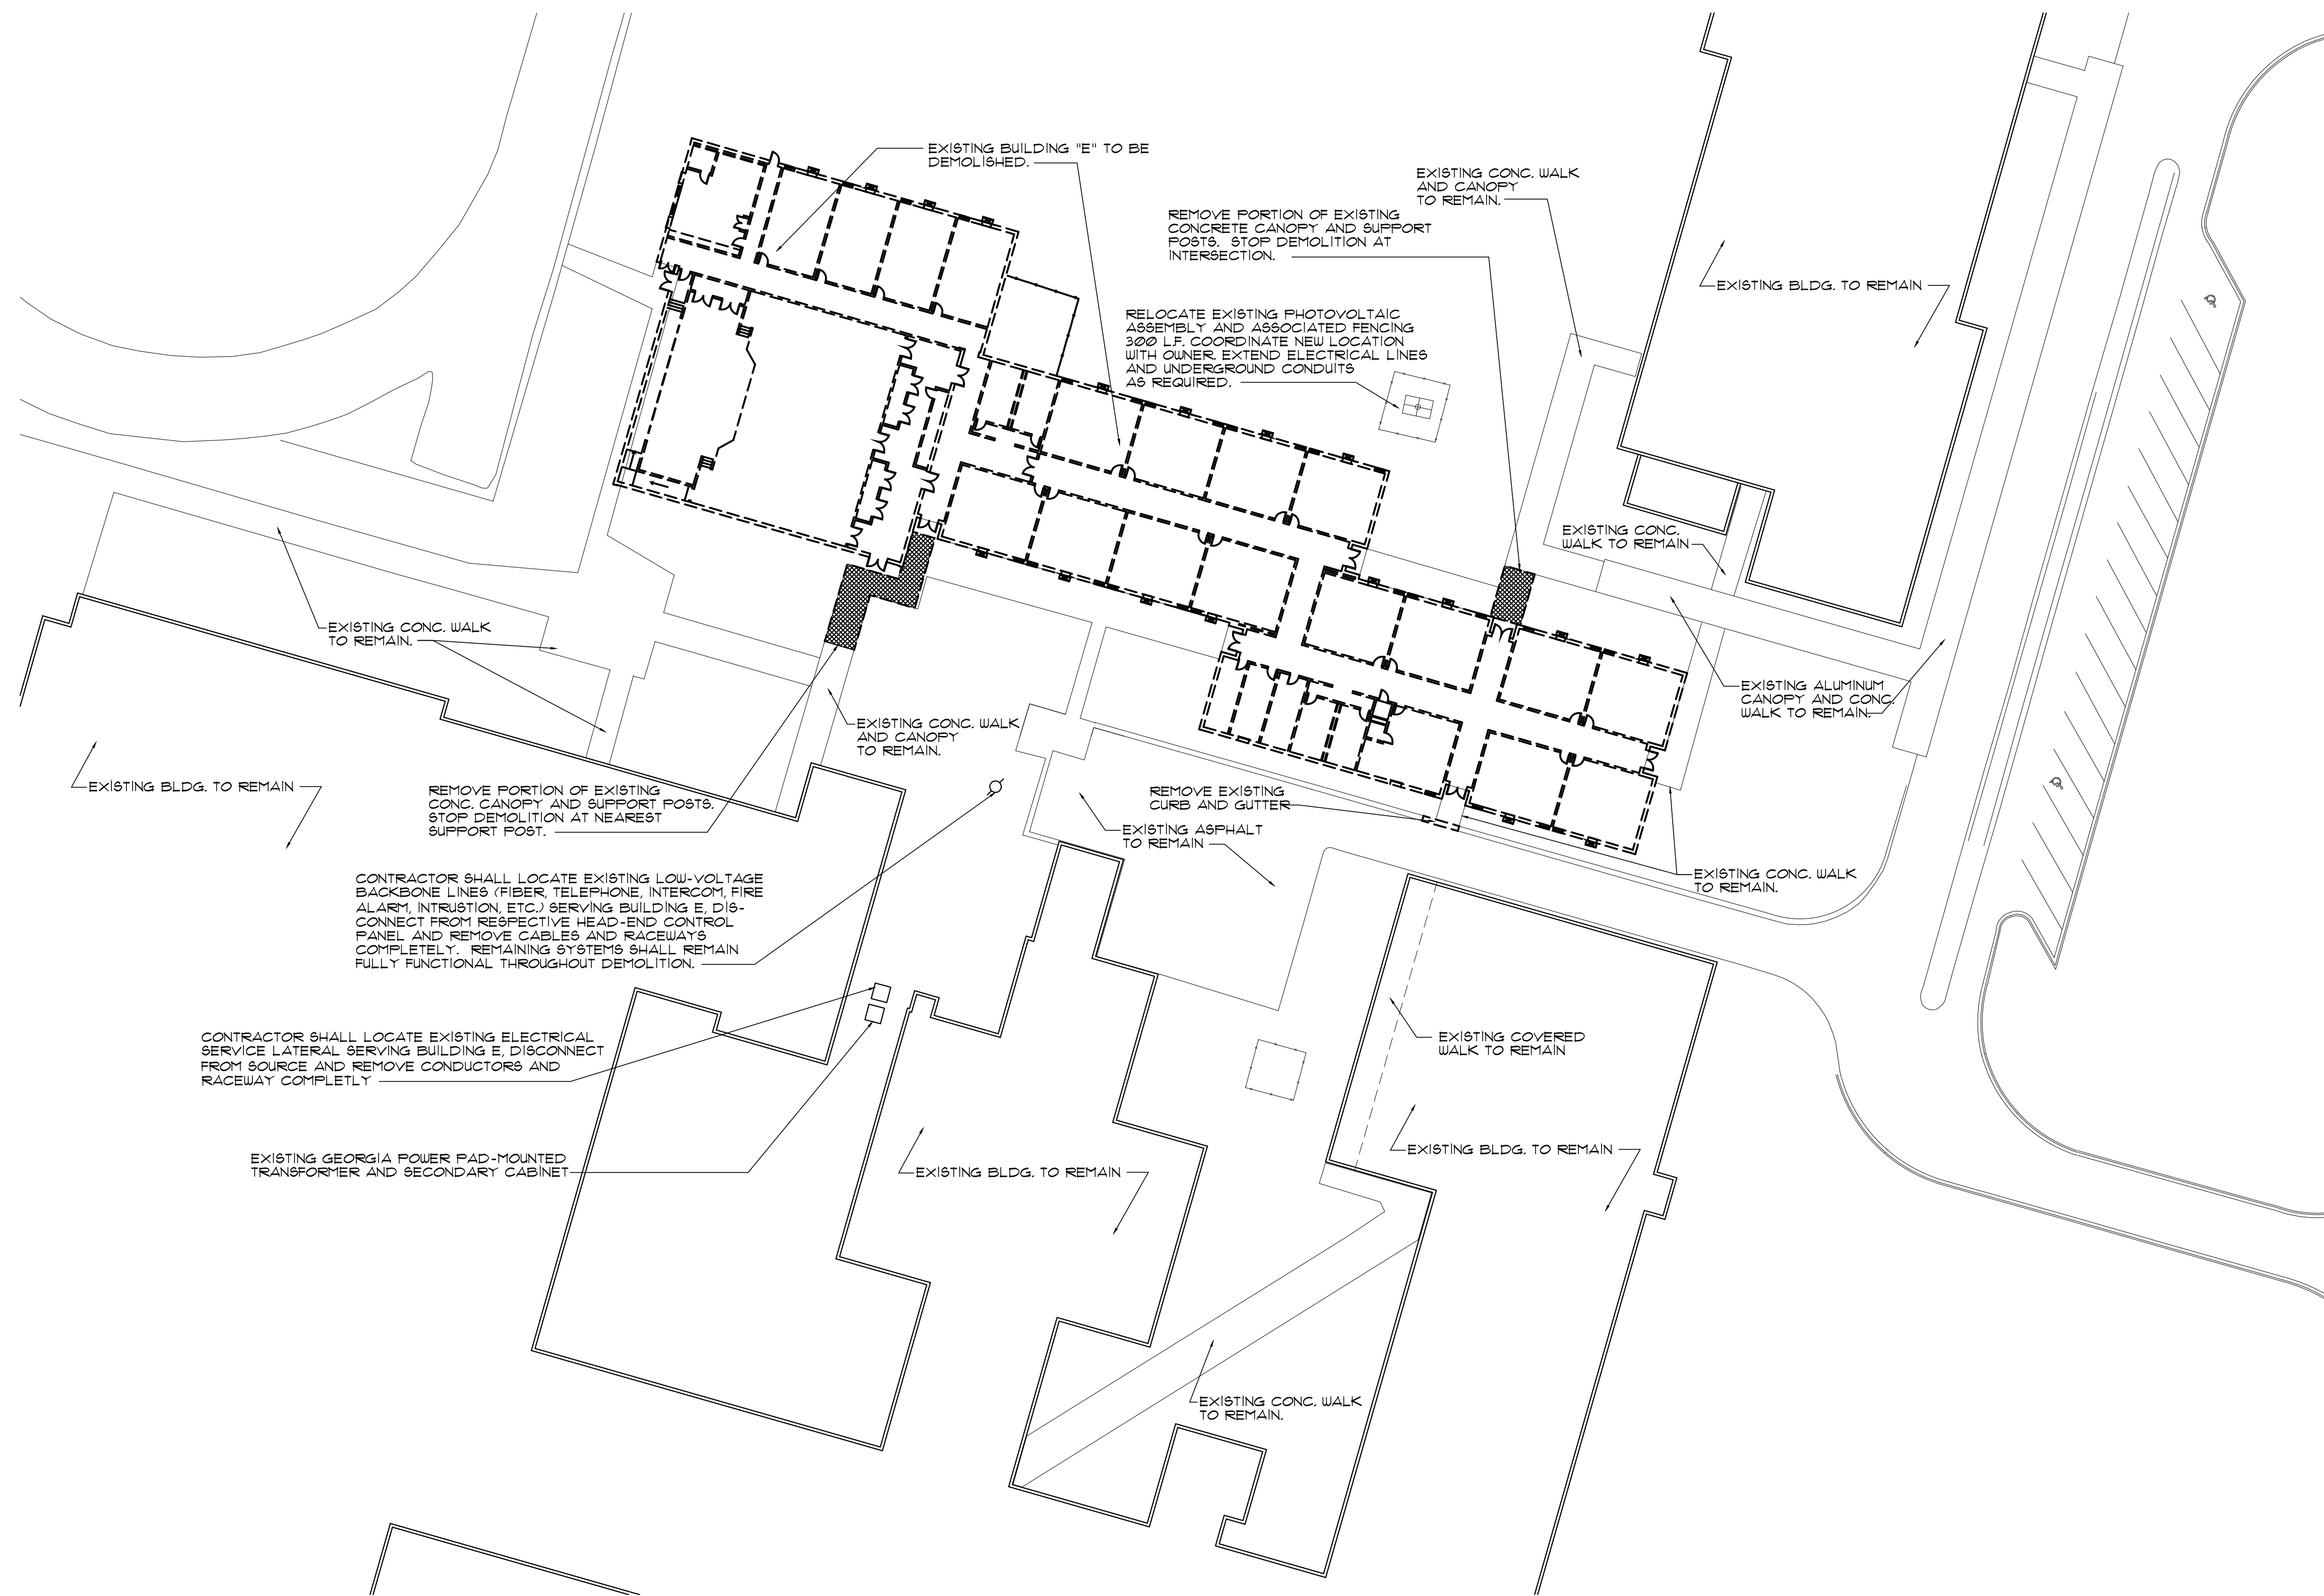 EXISTING BUILDING "E" TO BE
DEMOLISHED.
EXISTING CONC. WALK
AND CANOPY
TO REMAIN.
REMOVE PORTION OF EXISTING
CONCRETE CANOPY AND SUPPORT
POSTS. STOP DEMOLITION AT
INTERSECTION.
EXISTING BLDG. TO REMAIN
RELOCATE EXISTING PHOTOVOLTAIC
ASSEMBLY AND ASSOCIATED FENCING
300 L.F. COORDINATE NEW LOCATION
WITH OWNER. EXTEND ELECTRICAL LINES
AND UNDERGROUND CONDUITS
AS REQUIRED.
EXISTING CONC.
WALK TO REMAIN
EXISTING CONC. WALK
TO REMAIN.
EXISTING ALUMINUM
CANOPY AND CONC.
WALK TO REMAIN.
EXISTING CONC. WALK
AND CANOPY
TO REMAIN.
EXISTING BLDG. TO REMAIN
REMOVE PORTION OF EXISTING
CONC. CANOPY AND SUPPORT POSTS.
STOP DEMOLITION AT NEAREST
SUPPORT POST.
REMOVE EXISTING
CURB AND GUTTER
EXISTING ASPHALT
TO REMAIN
EXISTING CONC. WALK
TO REMAIN.
CONTRACTOR SHALL LOCATE EXISTING LOW-VOLTAGE
BACKBONE LINES (FIBER, TELEPHONE, INTERCOM, FIRE
ALARM, INTRUSTION, ETC.) SERVING BUILDING E, DIS-
CONNECT FROM RESPECTIVE HEAD-END CONTROL
PANEL AND REMOVE CABLES AND RACEWAYS
COMPLETELY. REMAINING SYSTEMS SHALL REMAIN
FULLY FUNCTIONAL THROUGHOUT DEMOLITION.
CONTRACTOR SHALL LOCATE EXISTING ELECTRICAL
SERVICE LATERAL SERVING BUILDING E, DISCONNECT
FROM SOURCE AND REMOVE CONDUCTORS AND
RACEWAY COMPLETLY
EXISTING COVERED
WALK TO REMAIN
EXISTING GEORGIA POWER PAD-MOUNTED
TRANSFORMER AND SECONDARY CABINET
EXISTING BLDG. TO REMAIN
EXISTING BLDG. TO REMAIN
EXISTING CONC. WALK
TO REMAIN.